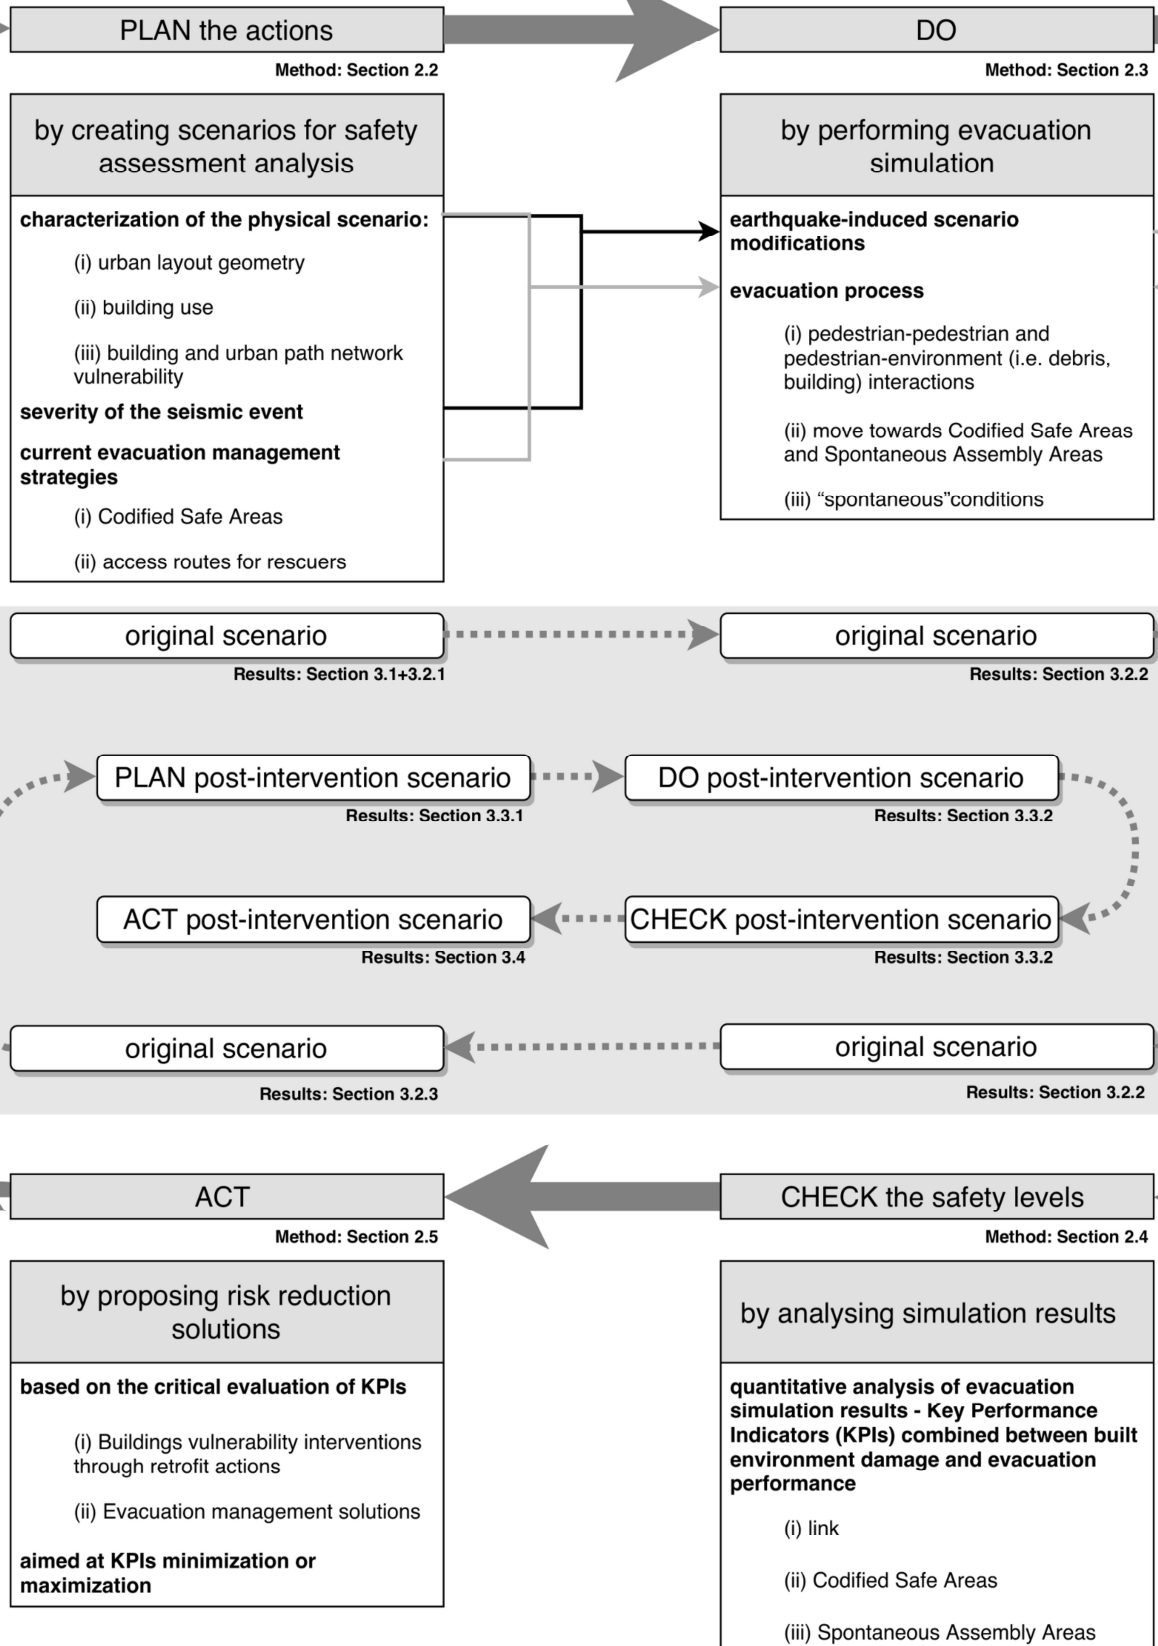 PLAN the actions
Method: Section 2.2
by creating scenarios for safety
assessment analysis
characterization of the physical scenario:
(i) urban layout geometry
(ii) building use
(iii) building and urban path network
vulnerability
severity of the seismic event
current evacuation management
strategies
(i) Codified Safe Areas
(ii) access routes for rescuers
DO
Method: Section 2.3
by performing evacuation
simulation
earthquake-induced scenario
modifications
evacuation process
(i) pedestrian-pedestrian and
pedestrian-environment (i.e. debris,
building) interactions
(ii) move towards Codified Safe Areas
and Spontaneous Assembly Areas
(iii) “spontaneous”conditions
original scenario
Results: Section 3.1+3.2.1
original scenario
Results: Section 3.2.2
PLAN post-intervention scenario
Results: Section 3.3.1
DO post-intervention scenario
Results: Section 3.3.2
ACT post-intervention scenario
Results: Section 3.4
CHECK post-intervention scenario
Results: Section 3.3.2
original scenario
Results: Section 3.2.3
original scenario
Results: Section 3.2.2
ACT
Method: Section 2.5
by proposing risk reduction
solutions
based on the critical evaluation of KPIs
(i) Buildings vulnerability interventions
through retrofit actions
(ii) Evacuation management solutions
aimed at KPIs minimization or
maximization
CHECK the safety levels
Method: Section 2.4
by analysing simulation results
quantitative analysis of evacuation
simulation results - Key Performance
Indicators (KPIs) combined between built
environment damage and evacuation
performance
(i) link
(ii) Codified Safe Areas
(iii) Spontaneous Assembly Areas